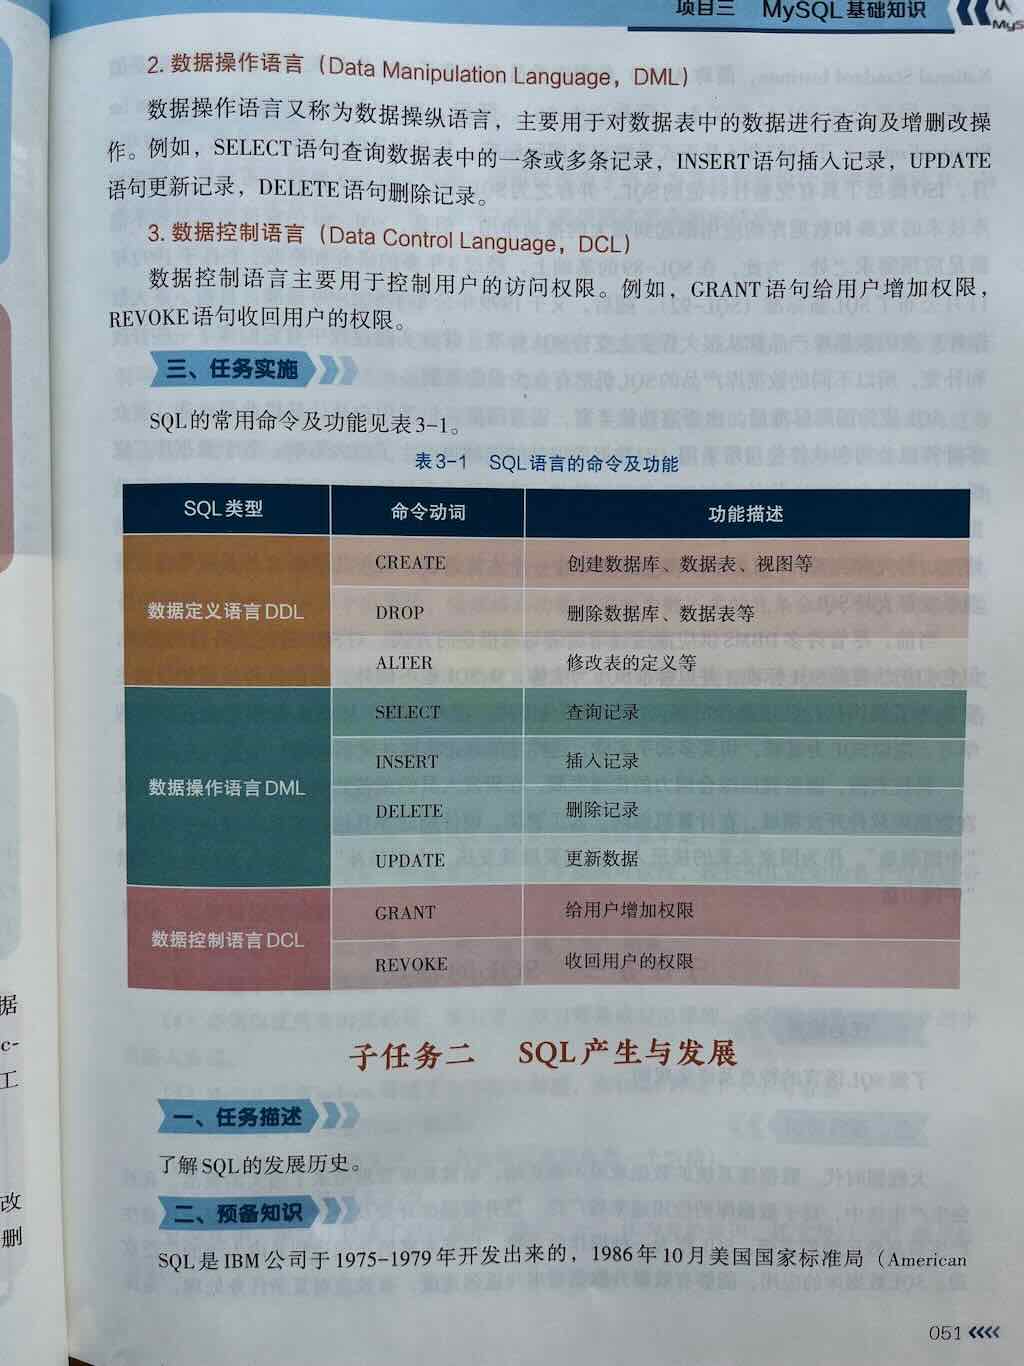 项目三 MySQL基础知识
2. 数据操作语言（Data Manipulation Language，DML）
数据操作语言又称为数据操纵语言，主要用于对数据表中的数据进行查询及增删改操
作。例如，SELECT语句查询数据表中的一条或多条记录，INSERT语句插入记录，UPDATE
语句更新记录，DELETE语句删除记录。
3. 数据控制语言（Data Control Language，DCL）
数据控制语言主要用于控制用户的访问权限。例如，GRANT语句给用户增加权限，
REVOKE语句收回用户的权限。
三、任务实施
SQL的常用命令及功能见表3-1。
表3-1 SQL语言的命令及功能
SQL类型 命令动词 功能描述
数据定义语言DDL
CREATE 创建数据库、数据表、视图等
DROP 删除数据库、数据表等
ALTER 修改表的定义等
数据操作语言DML
SELECT 查询记录
INSERT 插入记录
DELETE 删除记录
UPDATE 更新数据
数据控制语言DCL
GRANT 给用户增加权限
REVOKE 收回用户的权限
子任务二 SQL产生与发展
一、任务描述
了解SQL的发展历史。
二、预备知识
SQL是IBM公司于1975-1979年开发出来的，1986年10月美国国家标准局（American
051
据
c-
工
改
删